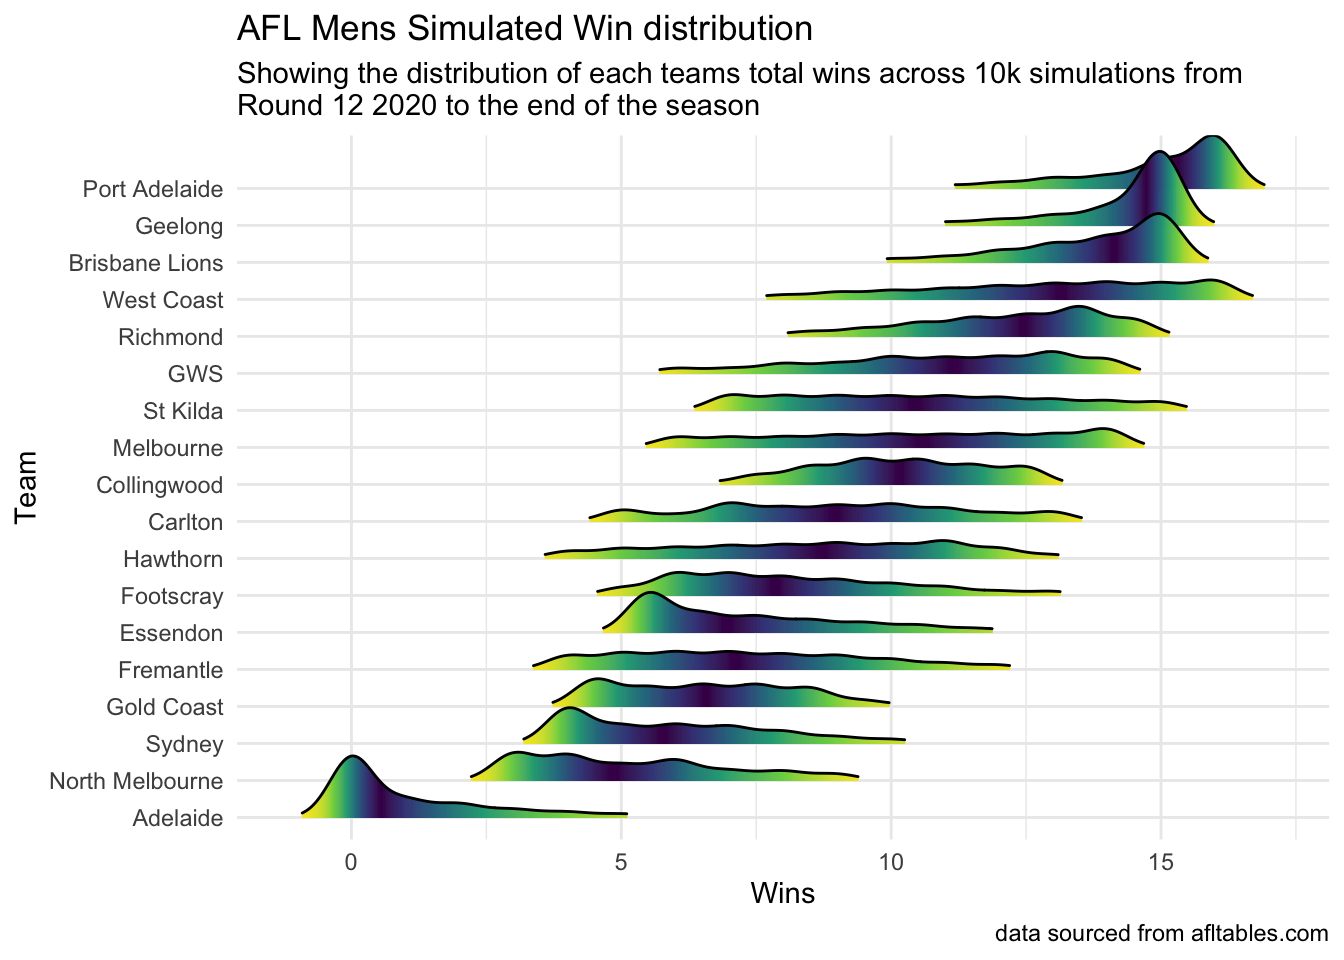 AFL Mens Simulated Win distribution
Showing the distribution of each teams total wins across 10k simulations from
Round 12 2020 to the end of the season
Port Adelaide
Geelong
Brisbane Lions
West Coast
Richmond
GWS
St Kilda
Melbourne
Collingwood
Carlton
Hawthorn
Footscray
Essendon
Fremantle
Gold Coast
Sydney
North Melbourne
Adelaide
Team
0 5 10 15
Wins
data sourced from afltables.com